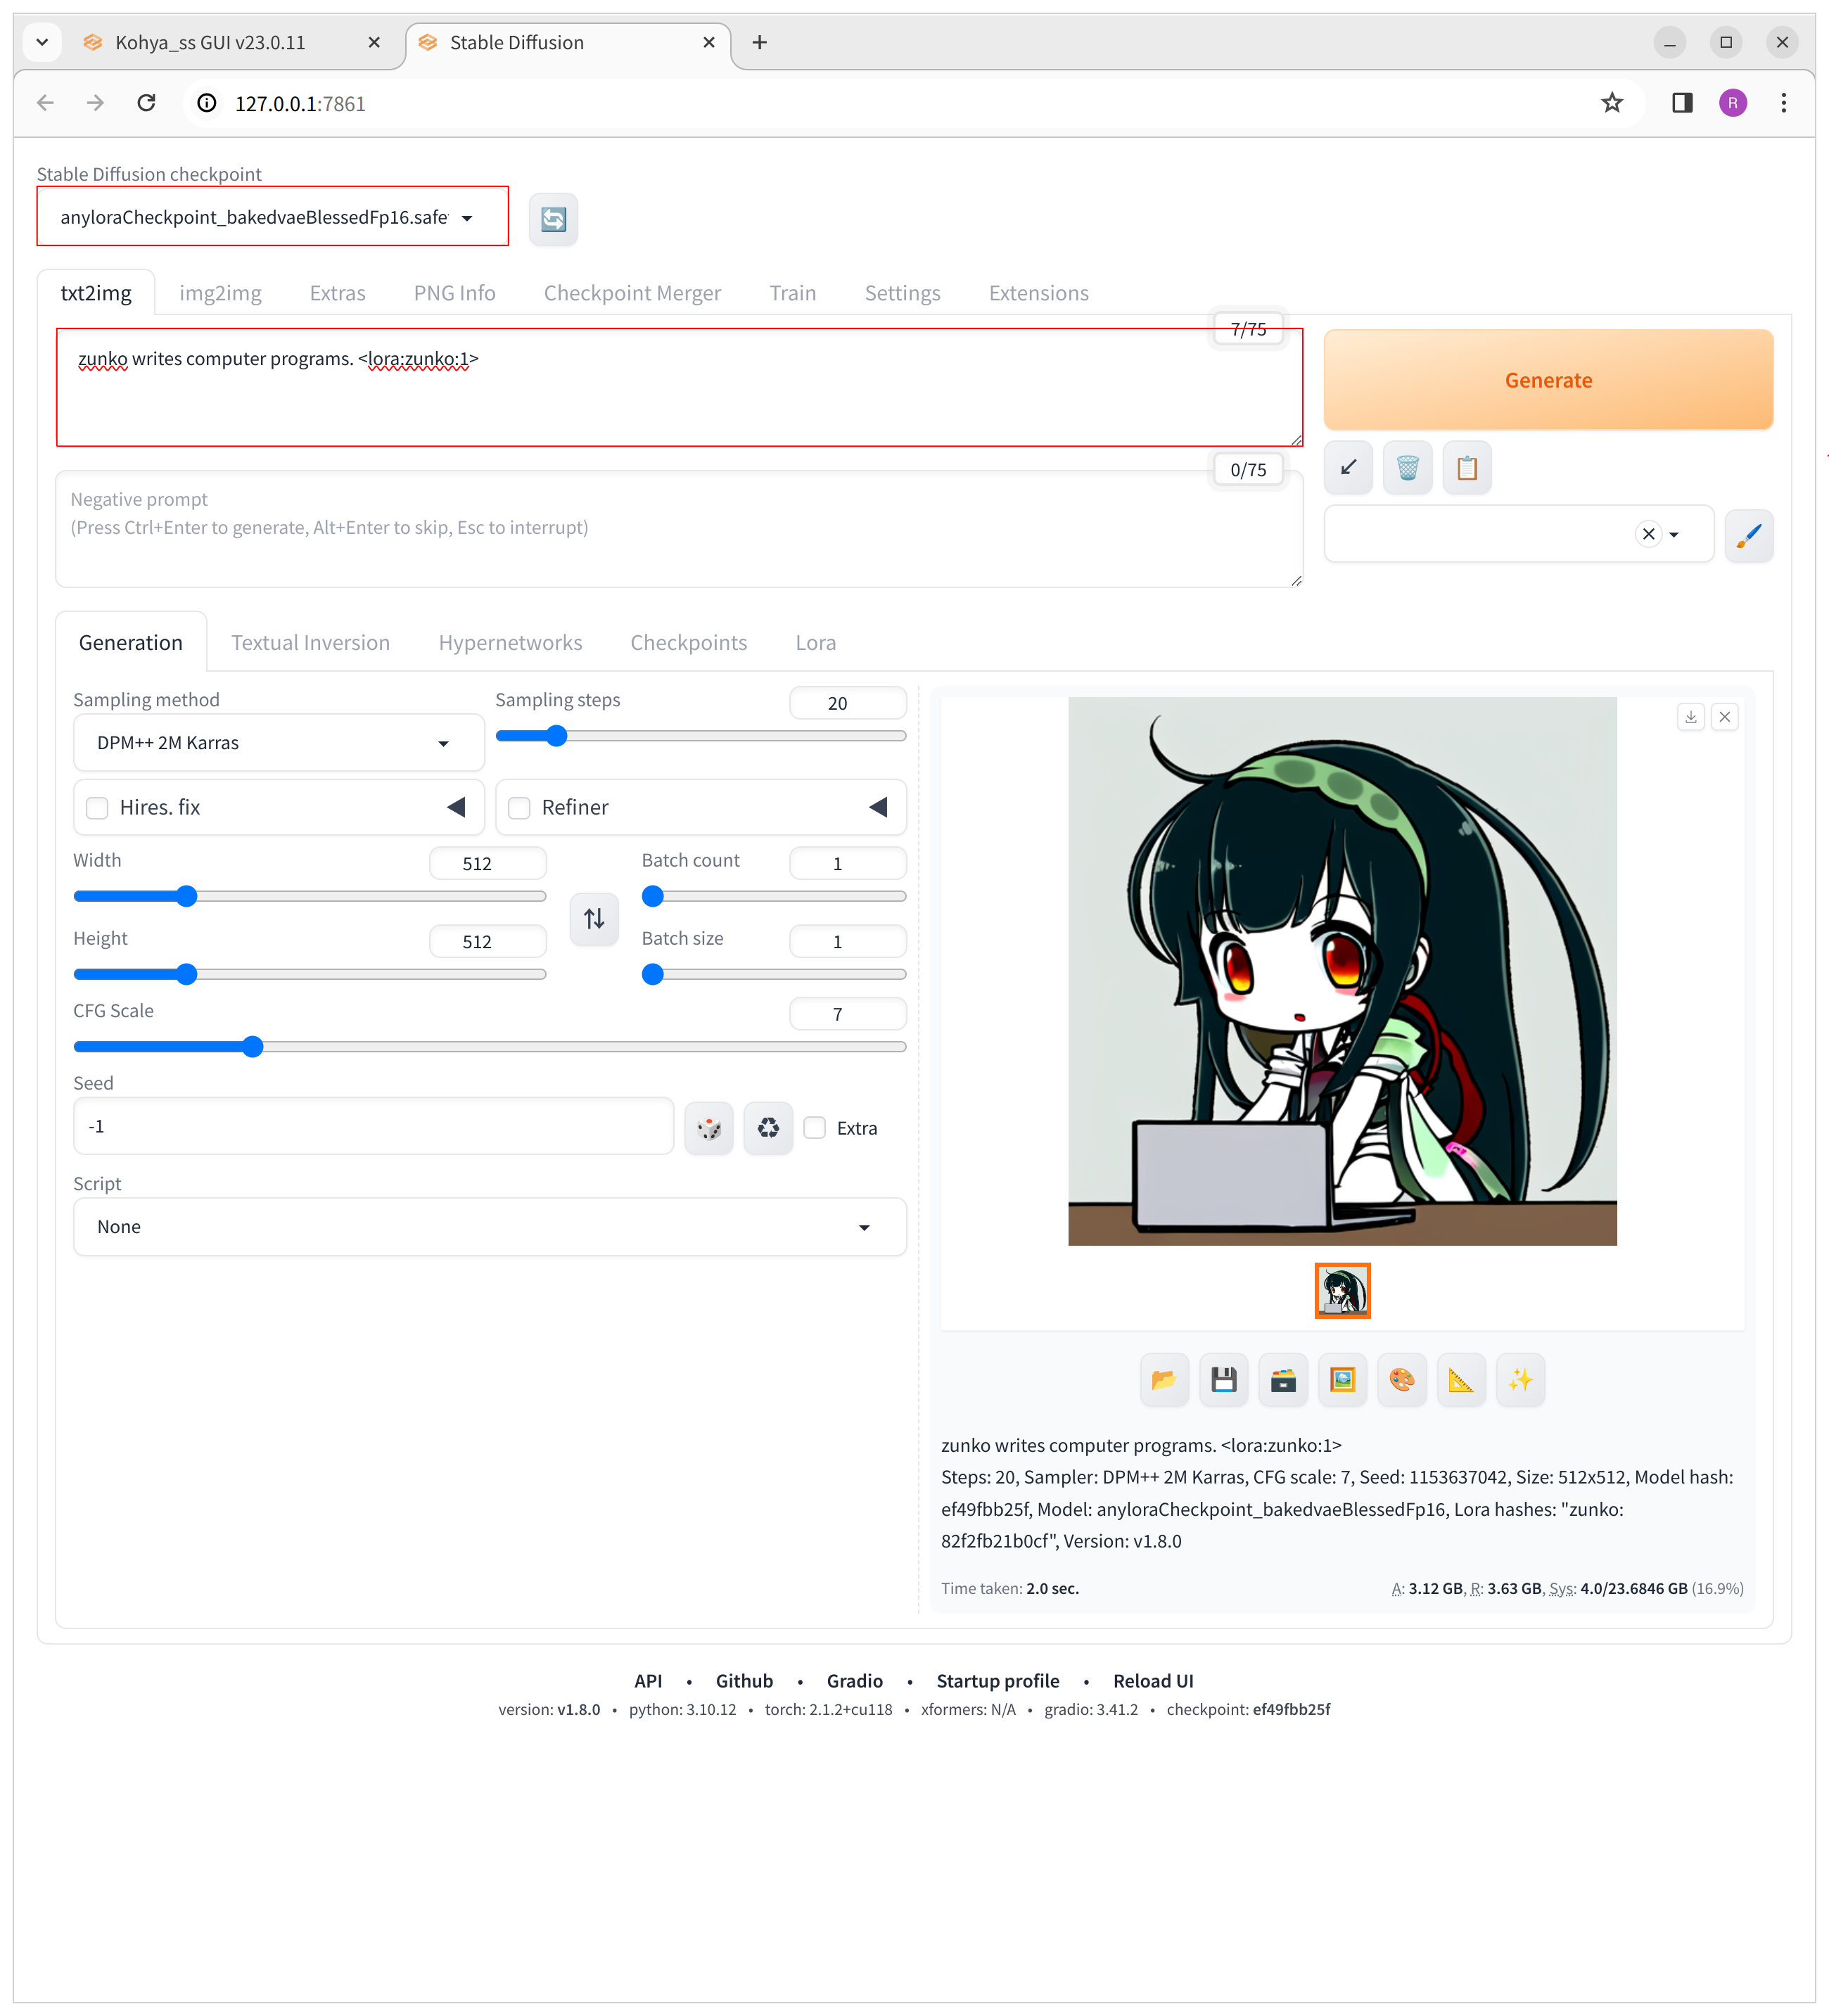 Kohya_ss GUI v23.0.11
Stable Diffusion
127.0.0.1:7861
R
Stable Diffusion checkpoint
anyloraCheckpoint_bakedvaeBlessedFp16.safe
txt2img img2img Extras PNG Info Checkpoint Merger Train Settings Extensions
7/75
zunko writes computer programs. <lora:zunko:1>
Generate
0/75
Negative prompt
(Press Ctrl+Enter to generate, Alt+Enter to skip, Esc to interrupt)
Generation Textual Inversion Hypernetworks Checkpoints Lora
Sampling method
DPM++ 2M Karras
Sampling steps
20
Hires. fix
Refiner
Width
512
Batch count
1
Height
512
Batch size
1
CFG Scale
7
Seed
-1
Extra
Script
None
zunko writes computer programs. <lora:zunko:1>
Steps: 20, Sampler: DPM++ 2M Karras, CFG scale: 7, Seed: 1153637042, Size: 512x512, Model hash:
ef49fbb25f, Model: anyloraCheckpoint_bakedvaeBlessedFp16, Lora hashes: "zunko:
82f2fb21b0cf", Version: v1.8.0
Time taken: 2.0 sec.
A: 3.12 GB, R: 3.63 GB, Sys: 4.0/23.6846 GB (16.9%)
API • Github • Gradio • Startup profile • Reload UI
version: v1.8.0 • python: 3.10.12 • torch: 2.1.2+cu118 • xformers: N/A • gradio: 3.41.2 • checkpoint: ef49fbb25f